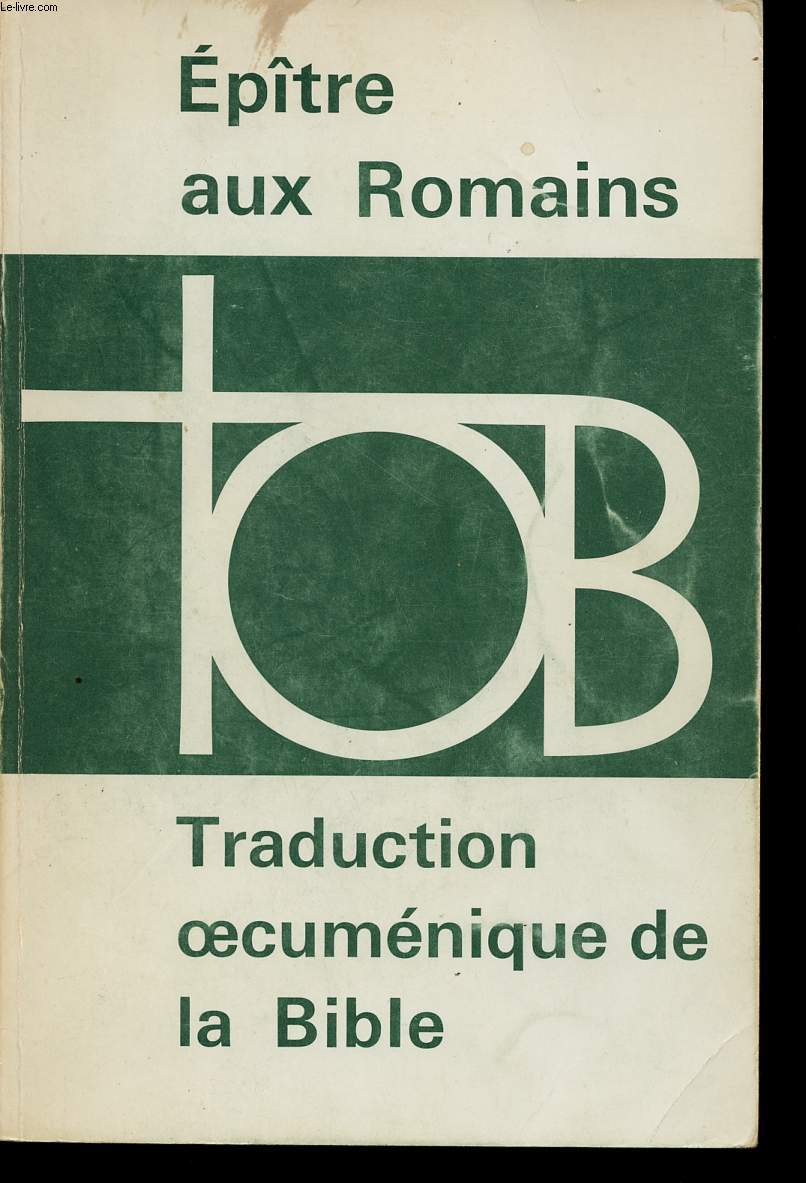 Le-livre.com
Épître
aux Romains
TOB
Traduction
œcuménique de
la Bible